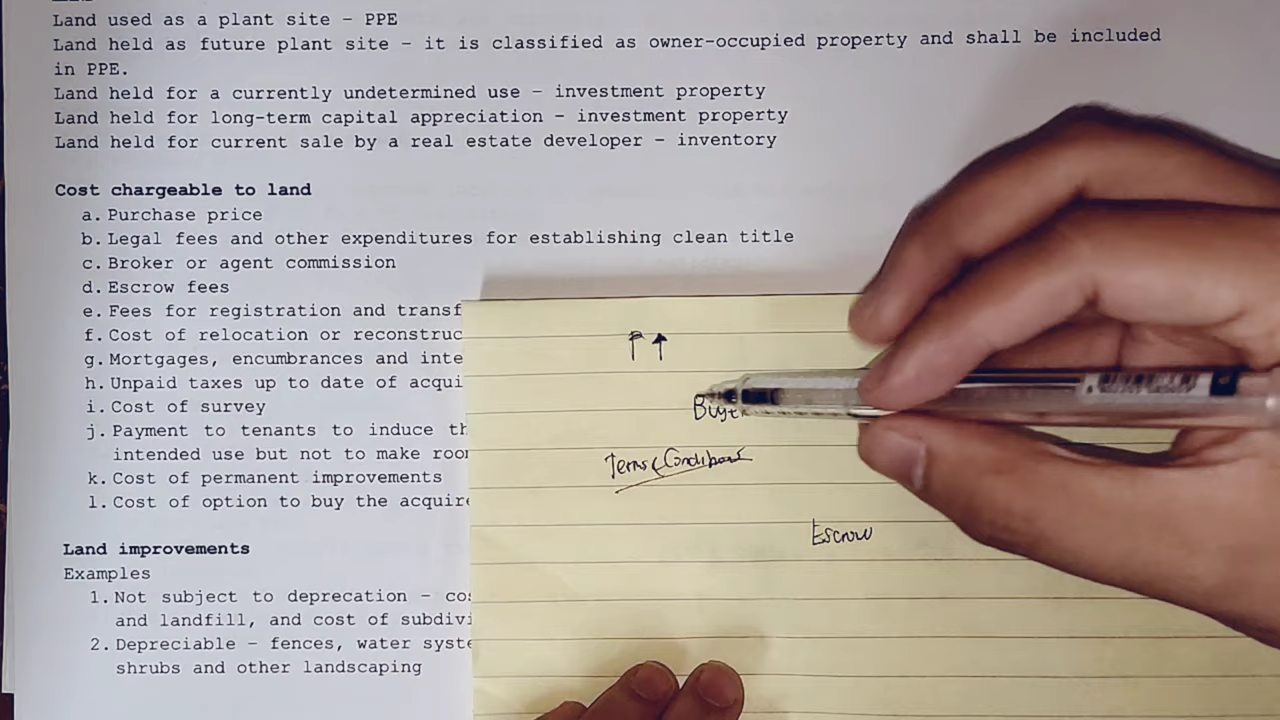 Land used as a plant site – PPE
Land held as future plant site – it is classified as owner-occupied property and shall be included
in PPE.
Land held for a currently undetermined use – investment property
Land held for long-term capital appreciation – investment property
Land held for current sale by a real estate developer – inventory
Cost chargeable to land
a. Purchase price
b. Legal fees and other expenditures for establishing clean title
c. Broker or agent commission
d. Escrow fees
e. Fees for registration and transf
f. Cost of relocation or reconstruc
g. Mortgages, encumbrances and inte
h. Unpaid taxes up to date of acqui
i. Cost of survey
j. Payment to tenants to induce th
intended use but not to make roo
k. Cost of permanent improvements
l. Cost of option to buy the acquire
Land improvements
Examples
1. Not subject to deprecation – cos
and landfill, and cost of subdivi
2. Depreciable – fences, water syste
shrubs and other landscaping
Buyer
Terms & Conditions
Escrow